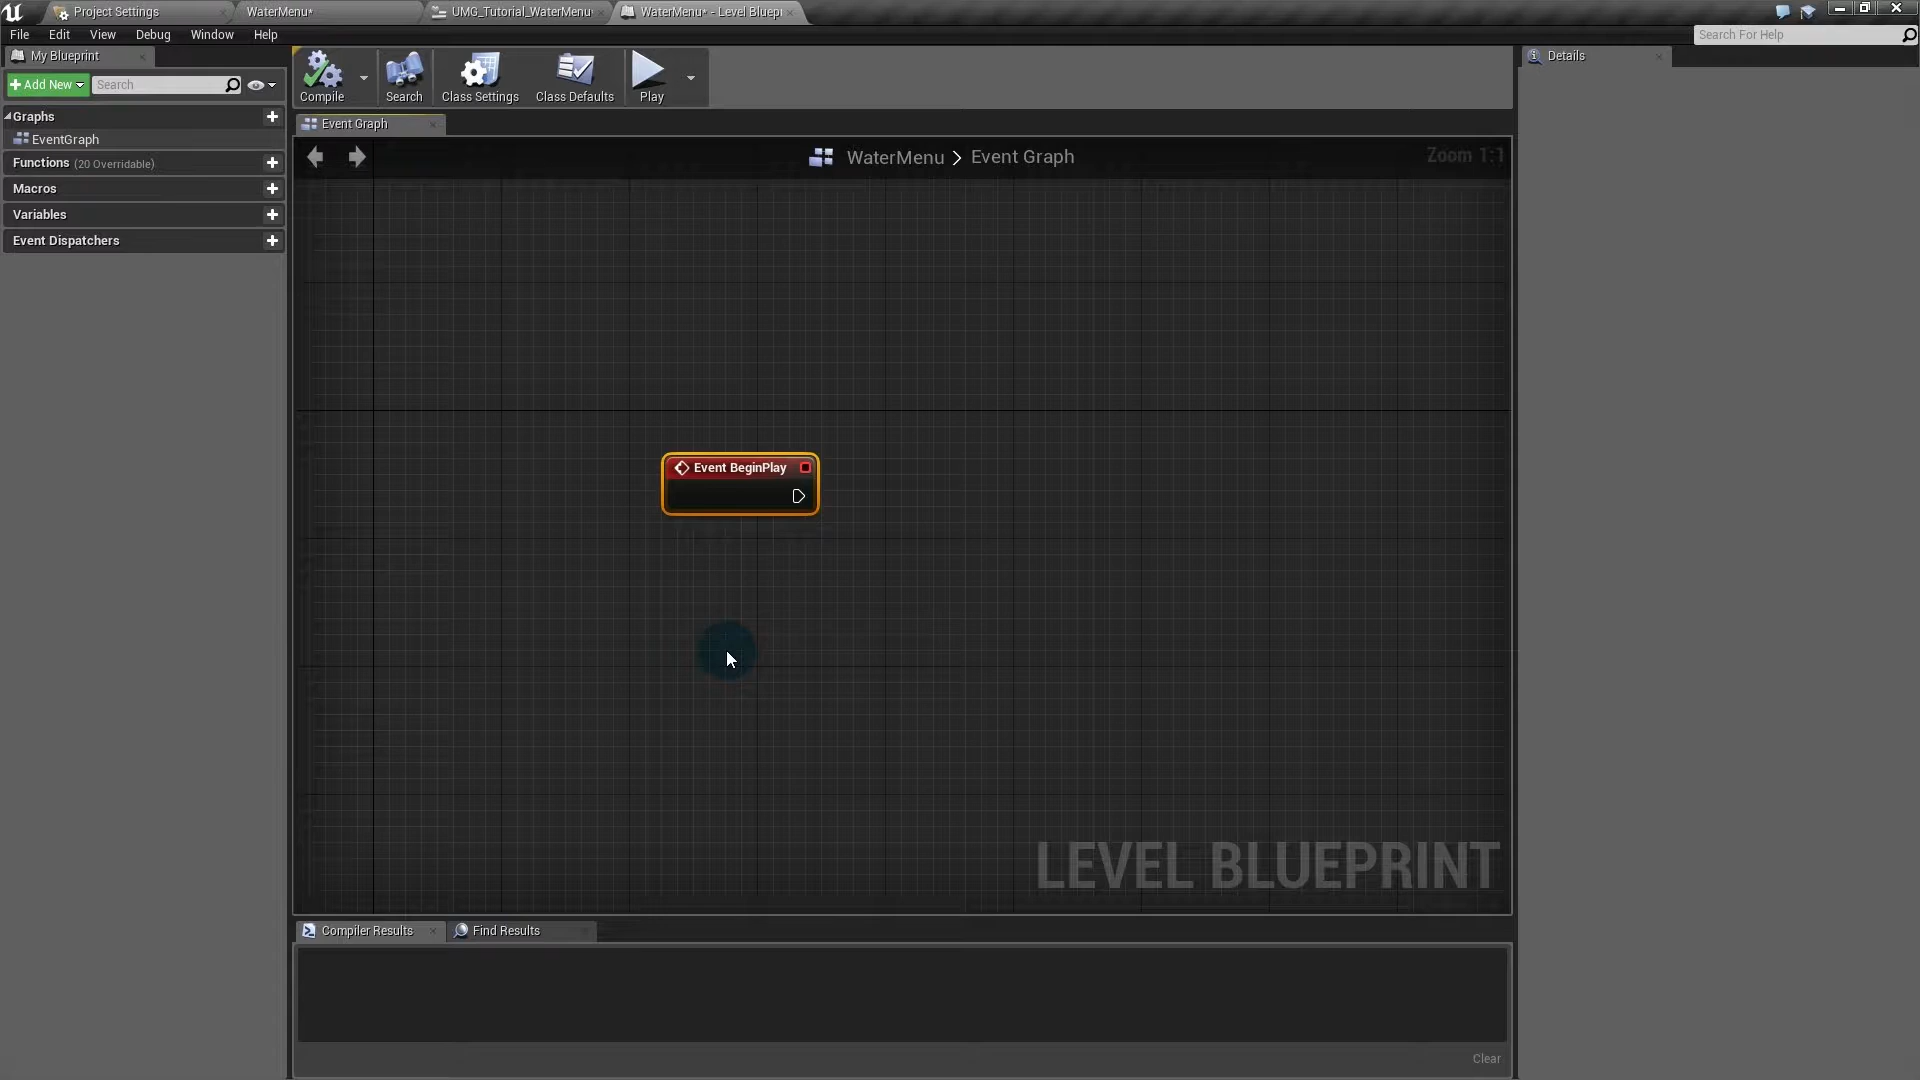 Project Settings
WaterMenu*
UMG_Tutorial_WaterMenu
WaterMenu* - Level Bluepi
File Edit View Debug Window Help
Search For Help
My Blueprint
Details
Add New
Search
Compile
Search
Class Settings
Class Defaults
Play
Graphs
EventGraph
Functions (20 Overridable)
Macros
Variables
Event Dispatchers
Event Graph
WaterMenu > Event Graph
Zoom 1:1
Event BeginPlay
LEVEL BLUEPRINT
Compiler Results
Find Results
Clear